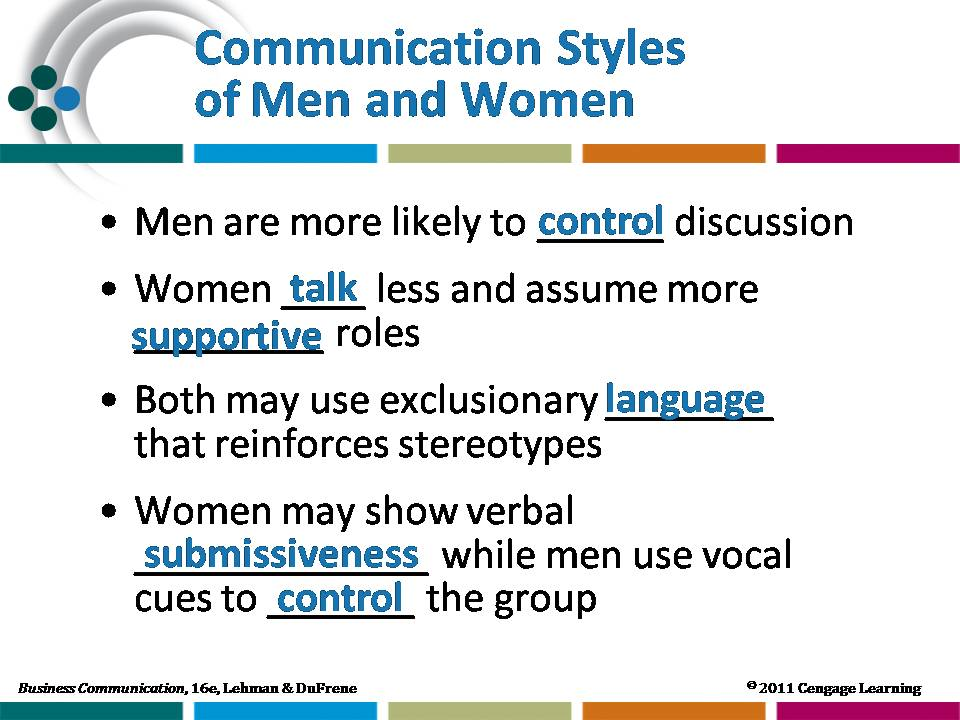 Communication Styles
of Men and Women
• Men are more likely to control discussion
• Women talk less and assume more
supportive roles
• Both may use exclusionary language
that reinforces stereotypes
• Women may show verbal
submissiveness while men use vocal
cues to control the group
Business Communication, 16e, Lehman & DuFrene
© 2011 Cengage Learning